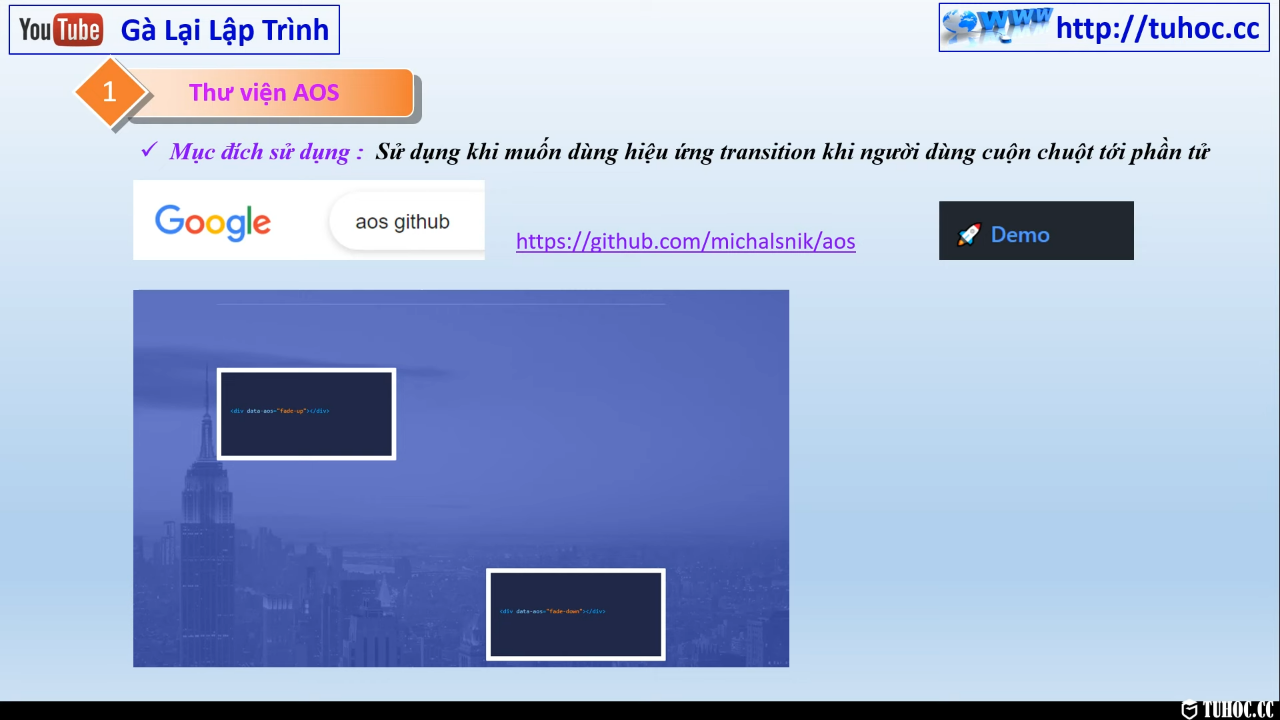 YouTube Gà Lại Lập Trình
WWW http://tuhoc.cc
1 Thư viện AOS
✓ Mục đích sử dụng : Sử dụng khi muốn dùng hiệu ứng transition khi người dùng cuộn chuột tới phần tử
Google aos github
https://github.com/michalsnik/aos
Demo
<div data-aos="fade-up"></div>
<div data-aos="fade-down"></div>
TUHOC.CC